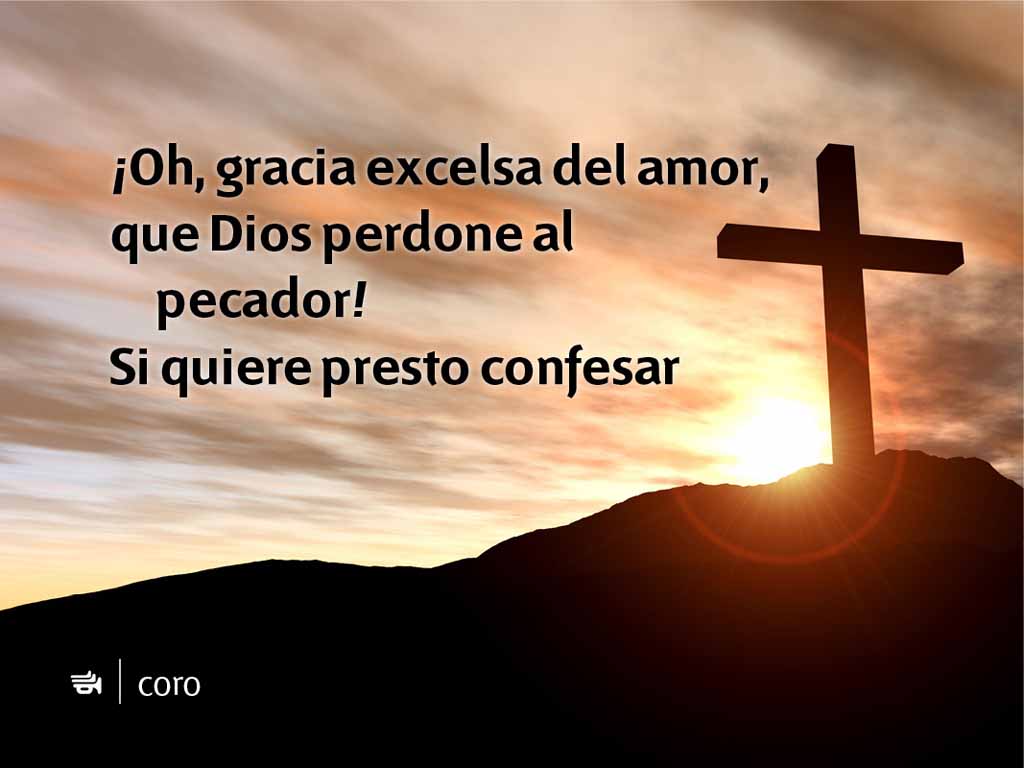 ¡Oh, gracia excelsa del amor,
que Dios perdone al
pecador!
Si quiere presto confesar
coro